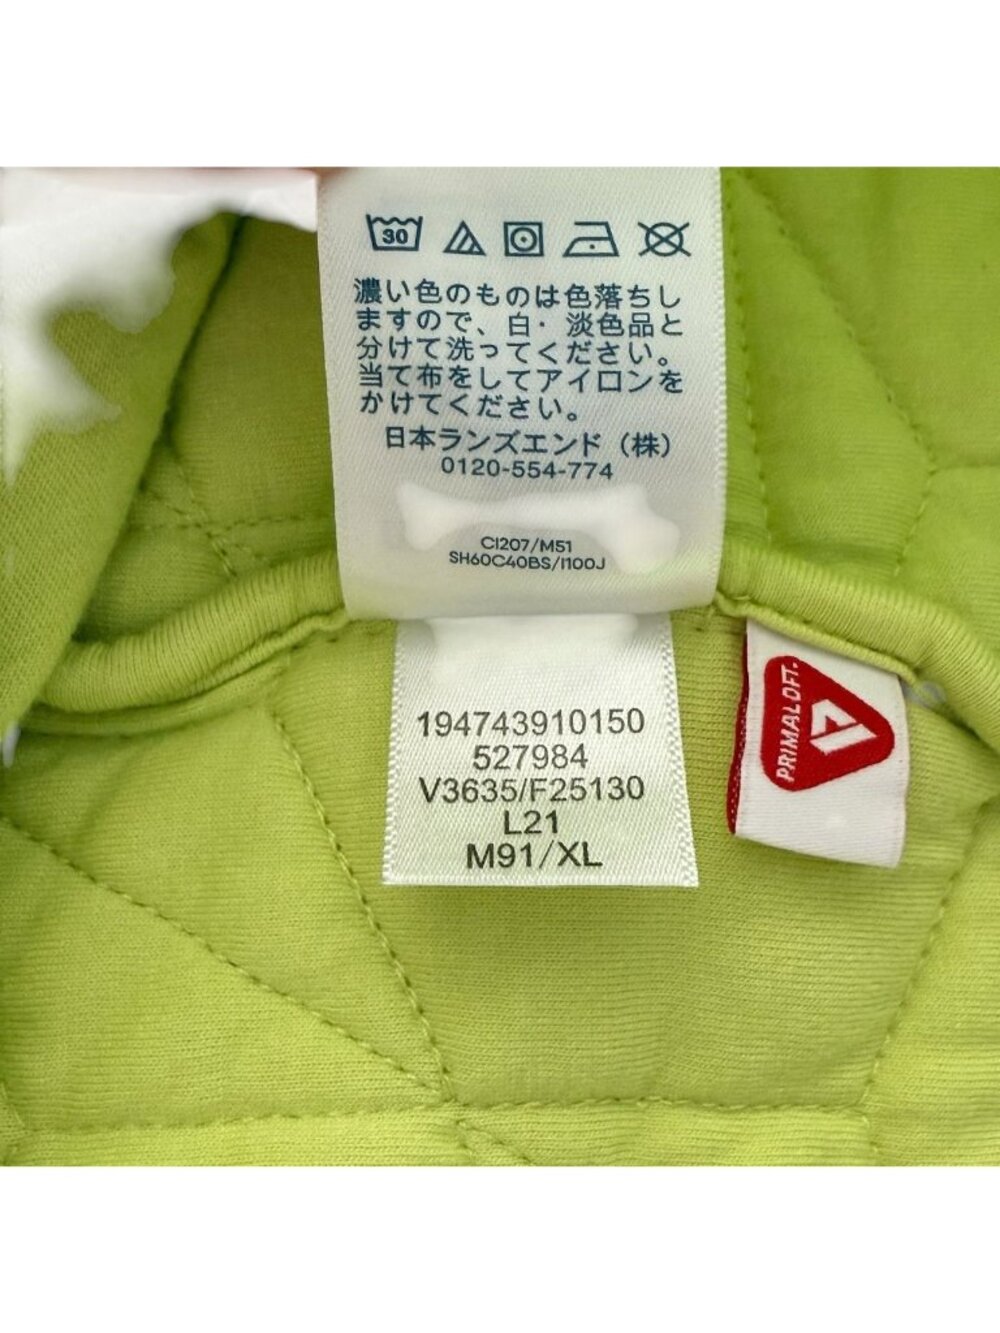 30
濃い色のものは色落ちし
ますので、白・淡色品と
分けて洗ってください。
当て布をしてアイロンを
かけてください。
日本ランズエンド（株）
0120-554-774
CI207/M51
SH60C40BS/I100J
194743910150
527984
V3635/F25130
L21
M91/XL
PRIMALOFT.